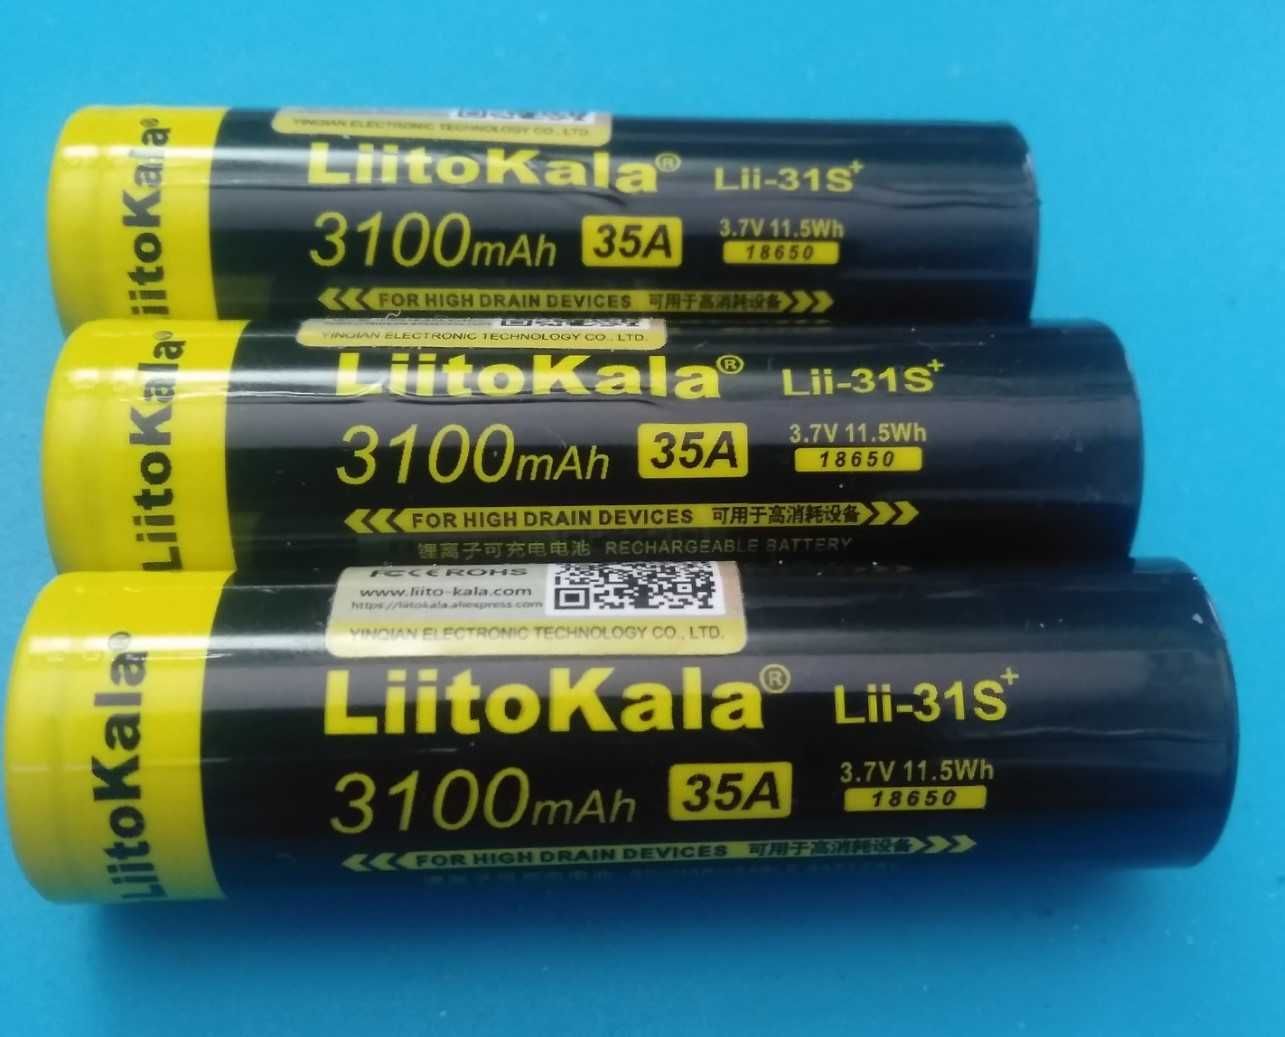 LiitoKala®
YINQIAN ELECTRONIC TECHNOLOGY CO., LTD.
LiitoKala® Lii-31S+
3100mAh 35A 3.7V 11.5Wh
18650
FOR HIGH DRAIN DEVICES 可用于高消耗设备
LiitoKala®
YINQIAN ELECTRONIC TECHNOLOGY CO., LTD.
LiitoKala® Lii-31S+
3100mAh 35A 3.7V 11.5Wh
18650
FOR HIGH DRAIN DEVICES 可用于高消耗设备
锂离子可充电电池 RECHARGEABLE BATTERY
LiitoKala®
FC CE ROHS
www.liito-kala.com
https://liitokala.aliexpress.com
YINQIAN ELECTRONIC TECHNOLOGY CO., LTD.
LiitoKala® Lii-31S+
3100mAh 35A 3.7V 11.5Wh
18650
FOR HIGH DRAIN DEVICES 可用于高消耗设备